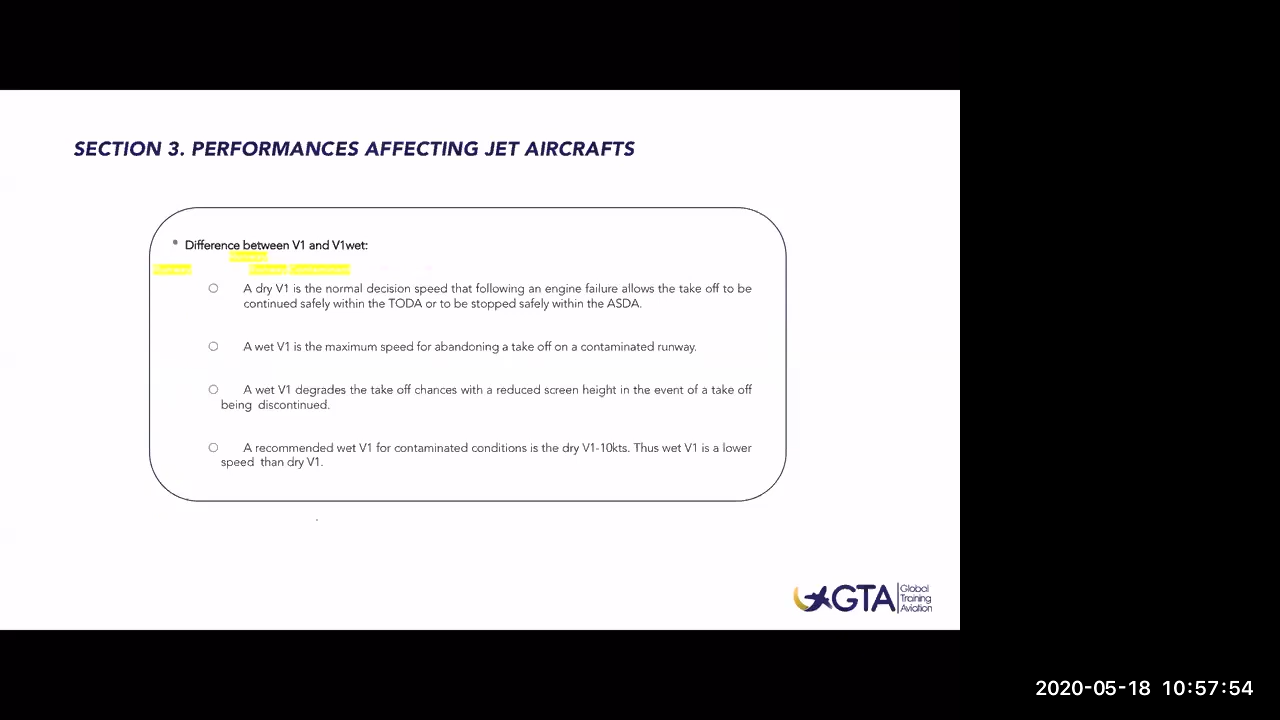 SECTION 3. PERFORMANCES AFFECTING JET AIRCRAFTS
Difference between V1 and V1wet:
A dry V1 is the normal decision speed that following an engine failure allows the take off to be
continued safely within the TODA or to be stopped safely within the ASDA.
A wet V1 is the maximum speed for abandoning a take off on a contaminated runway.
A wet V1 degrades the take off chances with a reduced screen height in the event of a take off
being discontinued.
A recommended wet V1 for contaminated conditions is the dry V1-10kts. Thus wet V1 is a lower
speed than dry V1.
GTA
Global
Training
Aviation
2020-05-18 10:57:54